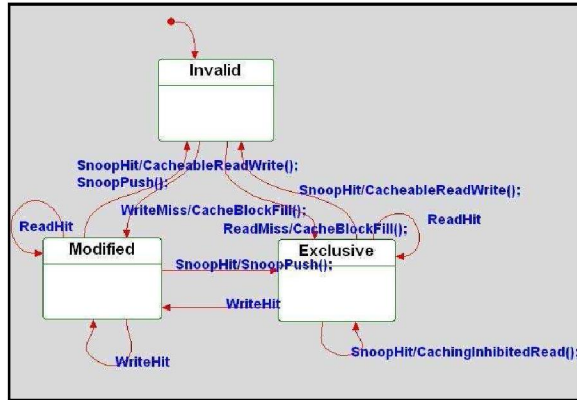 Invalid
SnoopHit/CacheableReadWrite();
SnoopPush();
SnoopHit/CacheableReadWrite();
WriteMiss/CacheBlockFill();
ReadHit
ReadMiss/CacheBlockFill();
ReadHit
Modified
Exclusive
SnoopHit/SnoopPush();
WriteHit
WriteHit
SnoopHit/CachingInhibitedRead();